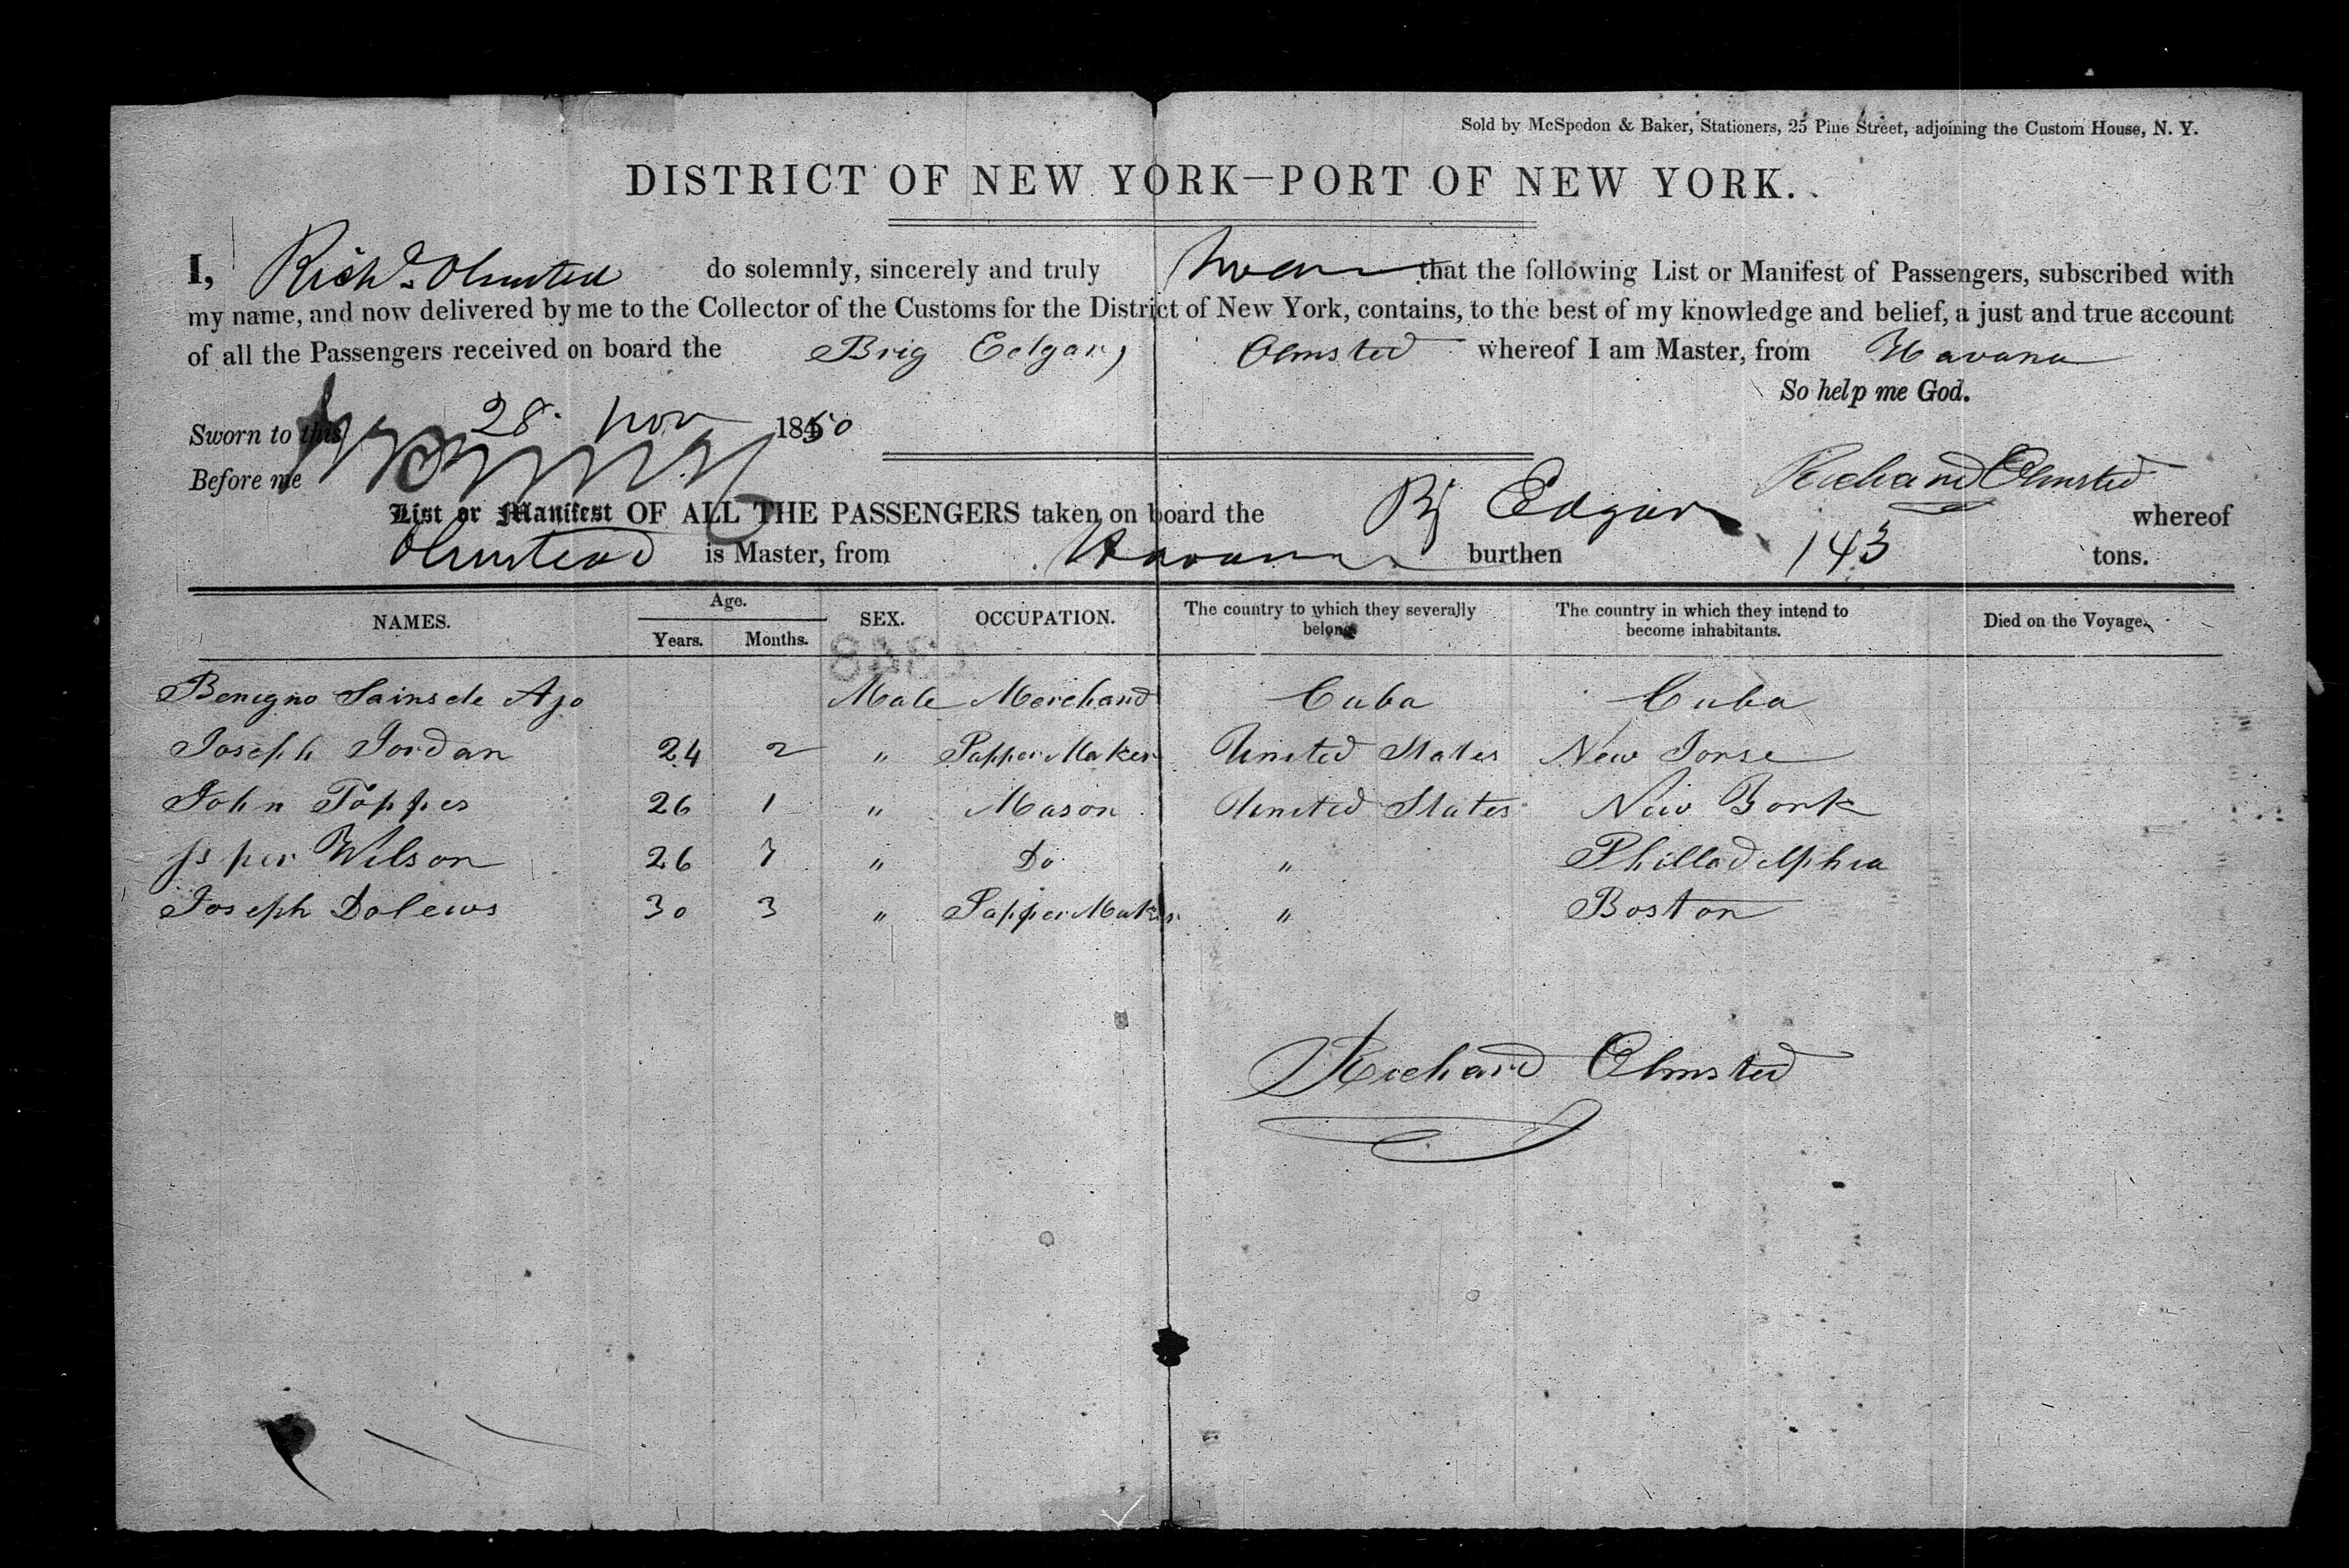 Sold by McSpedon & Baker, Stationers, 25 Pine Street, adjoining the Custom House, N. Y.
DISTRICT OF NEW YORK—PORT OF NEW YORK.
I, Richd. Olmsted do solemnly, sincerely and truly swear that the following List or Manifest of Passengers, subscribed with
my name, and now delivered by me to the Collector of the Customs for the District of New York, contains, to the best of my knowledge and belief, a just and true account
of all the Passengers received on board the Brig Edgar, Olmsted whereof I am Master, from Havana
So help me God.
Sworn to this 28 Nov 1850
Before me
Richard Olmsted
List or Manifest OF ALL THE PASSENGERS taken on board the Bg Edgar whereof
Olmstead is Master, from Havana burthen 143 tons.
NAMES. Age. Years. Months. SEX. OCCUPATION. The country to which they severally belong. The country in which they intend to become inhabitants. Died on the Voyage.
Benigno Sainsde Ajo Male Merchand Cuba Cuba
Joseph Jordan 24 2 " Papper Maker United States New Jorse
John Toppes 26 1 " Mason United States New York
Wilson 26 7 " Do " Philladelphia
Joseph Dolews 30 3 " Papper Maker " Boston
Richard Olmsted